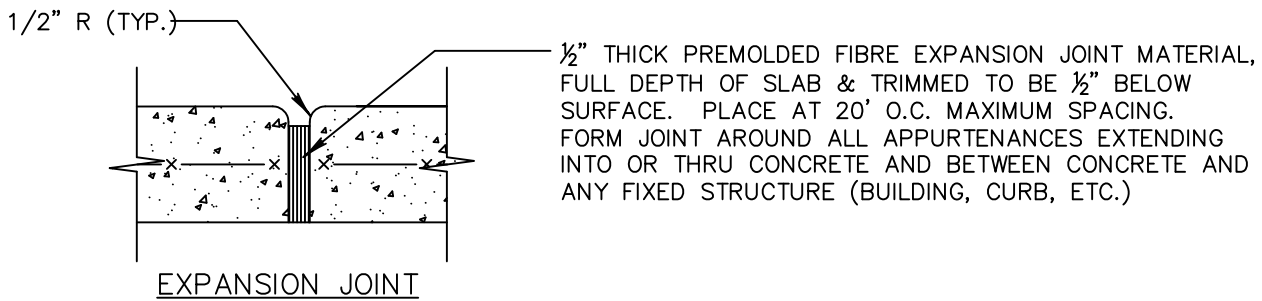 1/2" R (TYP.)
½" THICK PREMOLDED FIBRE EXPANSION JOINT MATERIAL,
FULL DEPTH OF SLAB & TRIMMED TO BE ½" BELOW
SURFACE. PLACE AT 20' O.C. MAXIMUM SPACING.
FORM JOINT AROUND ALL APPURTENANCES EXTENDING
INTO OR THRU CONCRETE AND BETWEEN CONCRETE AND
ANY FIXED STRUCTURE (BUILDING, CURB, ETC.)
EXPANSION JOINT